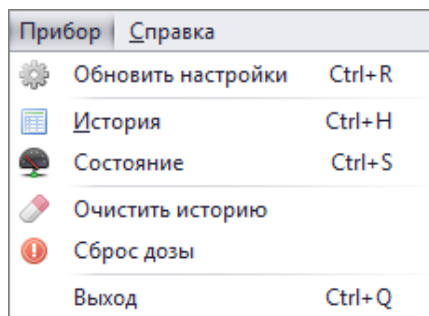 Прибор Справка
Обновить настройки Ctrl+R
История Ctrl+H
Состояние Ctrl+S
Очистить историю
Сброс дозы
Выход Ctrl+Q